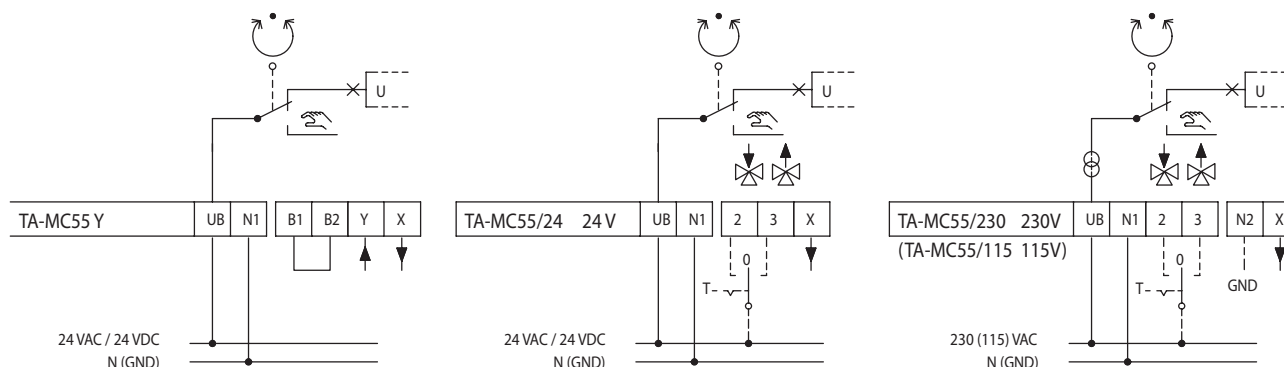 U
TA-MC55 Y UB N1 B1 B2 Y X
24 VAC / 24 VDC
N (GND)
U
TA-MC55/24 24 V UB N1 2 3 X
0
T
24 VAC / 24 VDC
N (GND)
U
TA-MC55/230 230V UB N1 2 3 N2 X
(TA-MC55/115 115V)
0
T
GND
230 (115) VAC
N (GND)